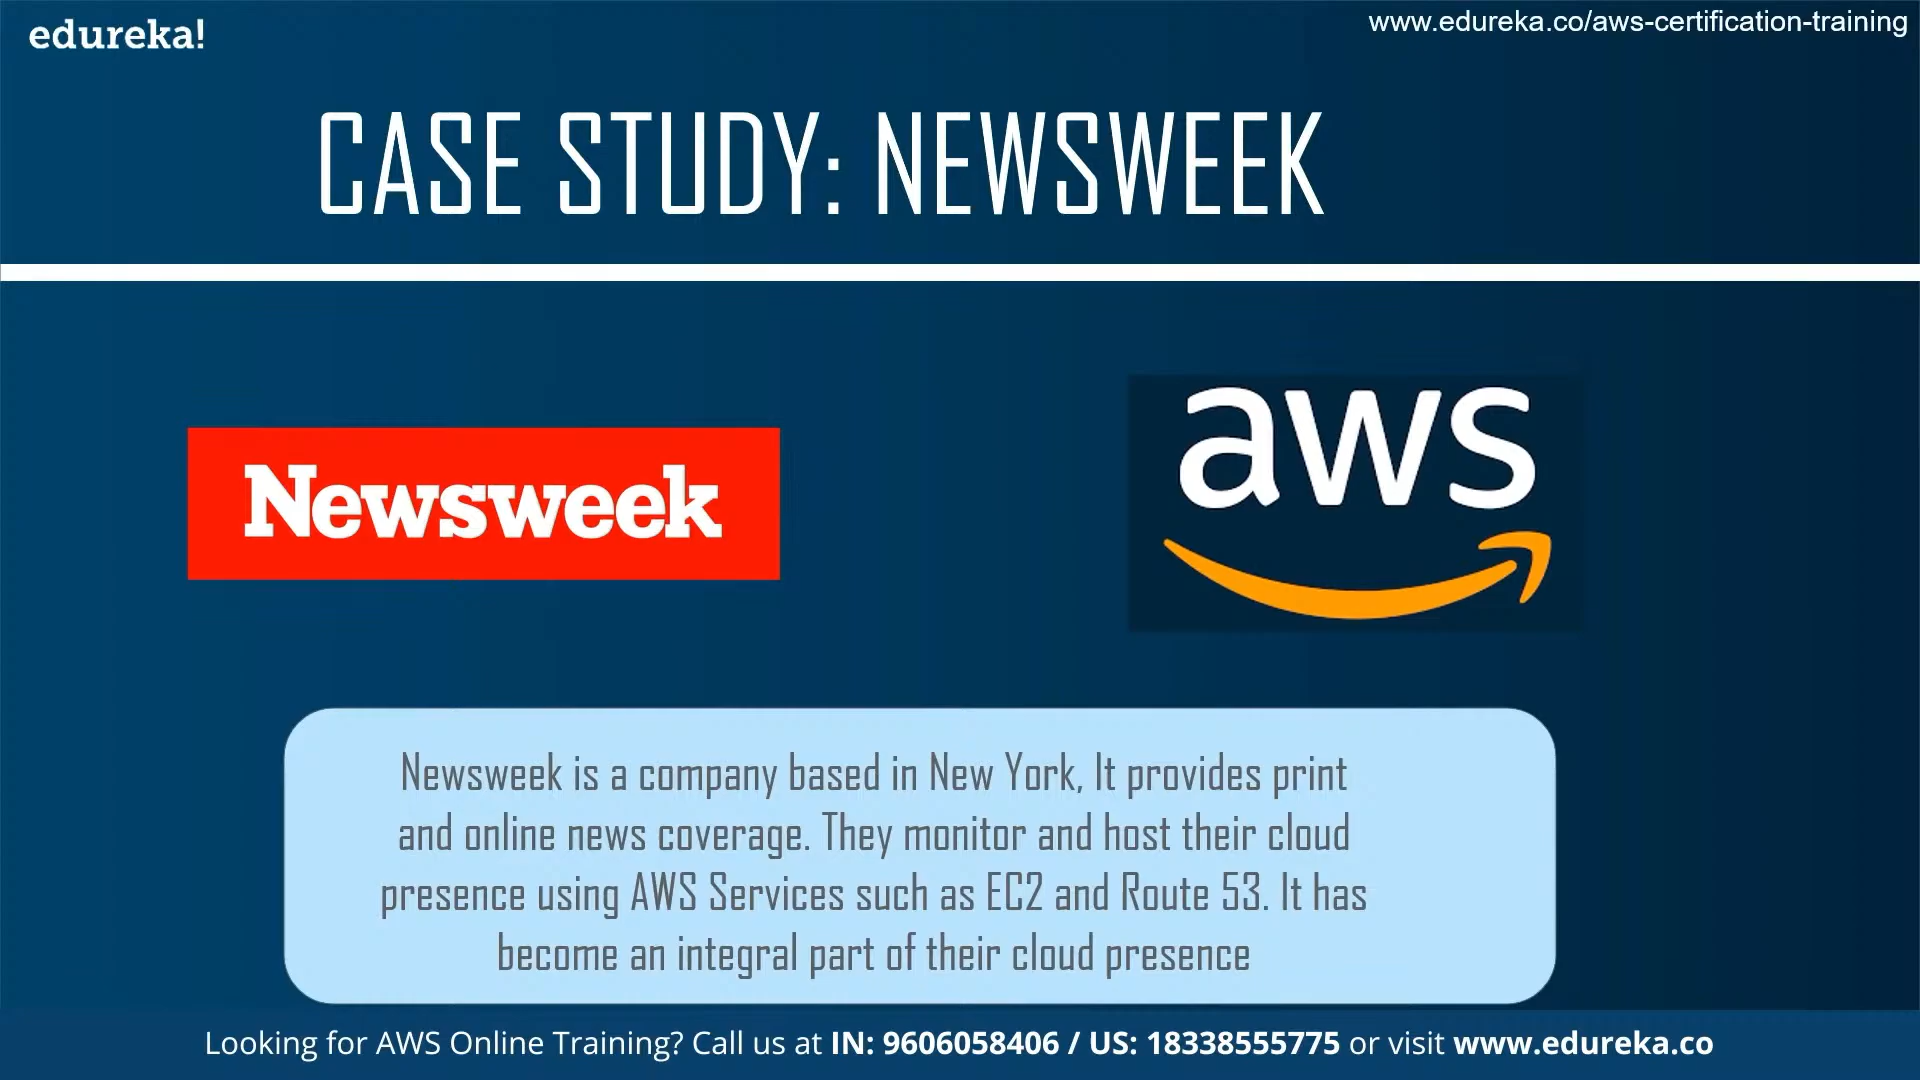 edureka!
www.edureka.co/aws-certification-training
CASE STUDY: NEWSWEEK
Newsweek
aws
Newsweek is a company based in New York, It provides print
and online news coverage. They monitor and host their cloud
presence using AWS Services such as EC2 and Route 53. It has
become an integral part of their cloud presence
Looking for AWS Online Training? Call us at IN: 9606058406 / US: 18338555775 or visit www.edureka.co